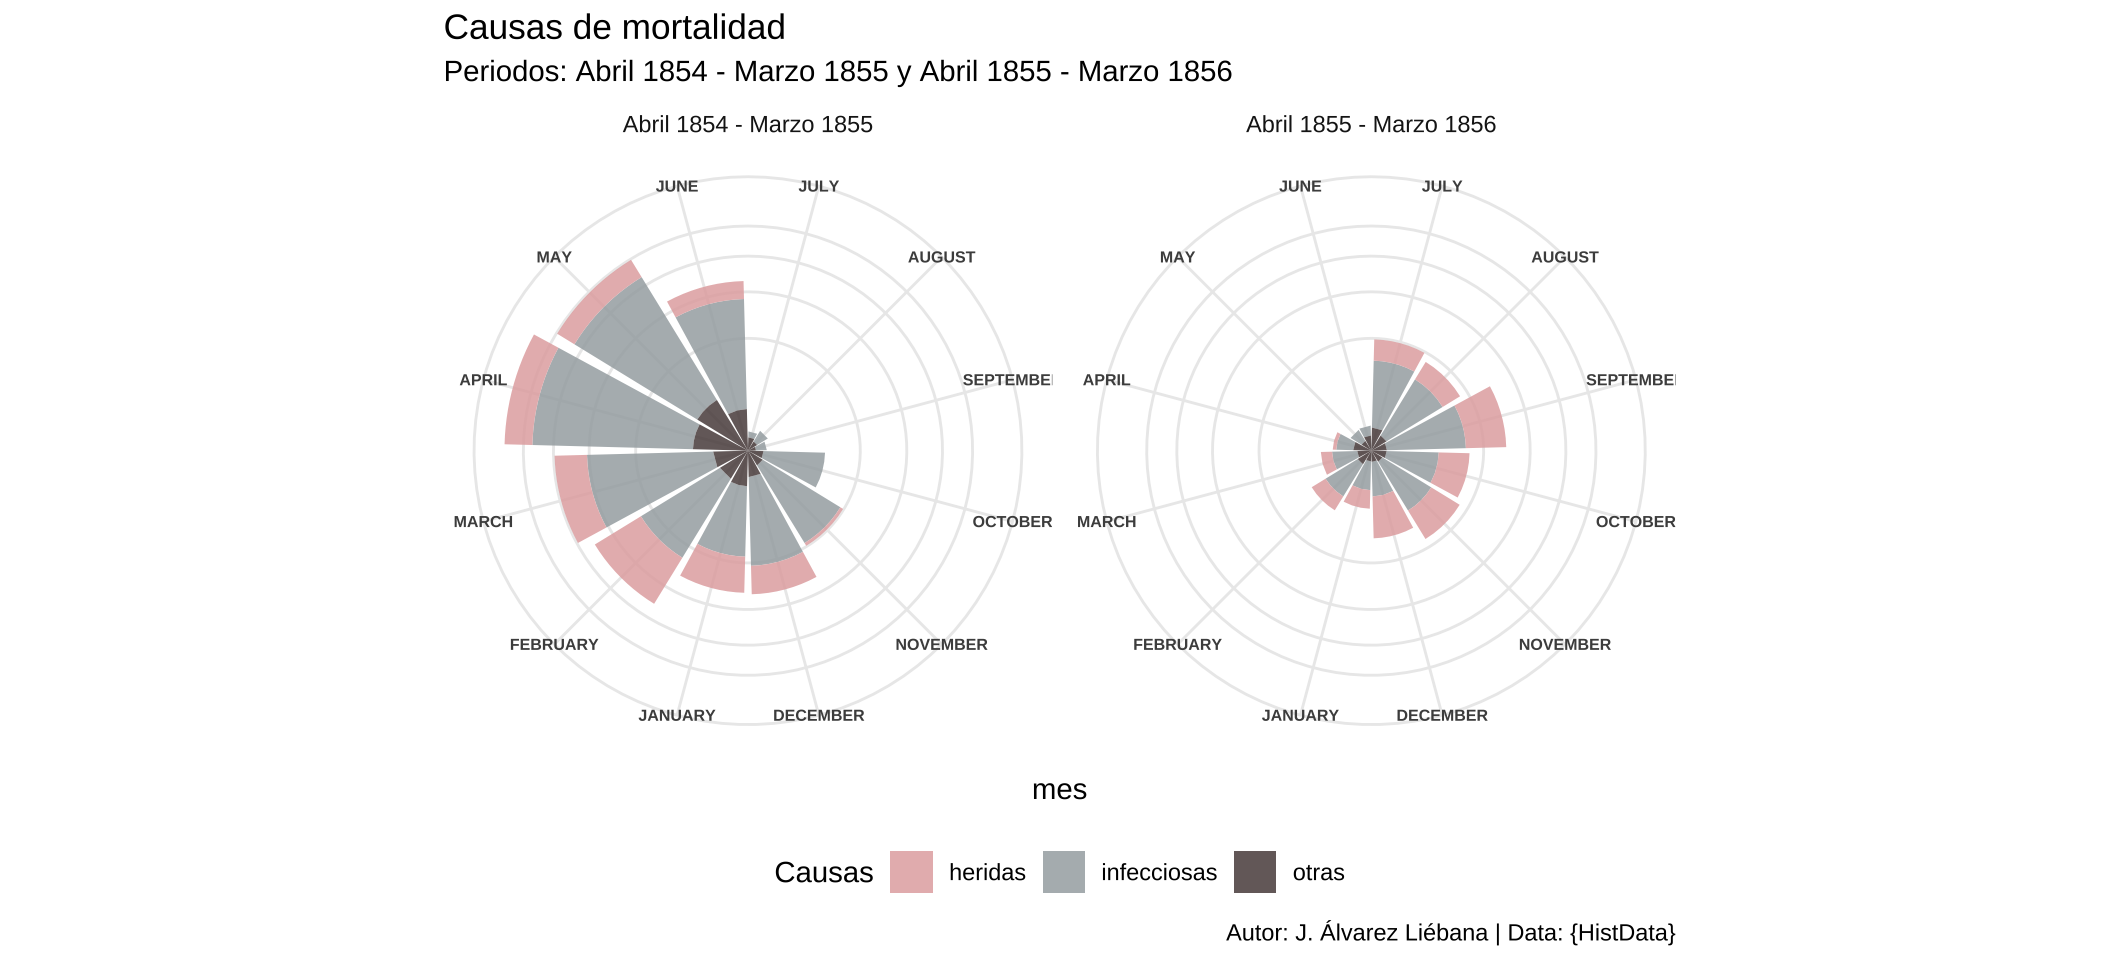 Causas de mortalidad
Periodos: Abril 1854 - Marzo 1855 y Abril 1855 - Marzo 1856
Abril 1854 - Marzo 1855
JUNE
JULY
MAY
AUGUST
APRIL
SEPTEMBE
MARCH
OCTOBER
FEBRUARY
NOVEMBER
JANUARY
DECEMBER
Abril 1855 - Marzo 1856
JUNE
JULY
MAY
AUGUST
APRIL
SEPTEMBE
MARCH
OCTOBER
FEBRUARY
NOVEMBER
JANUARY
DECEMBER
mes
Causas heridas infecciosas otras
Autor: J. Álvarez Liébana | Data: {HistData}